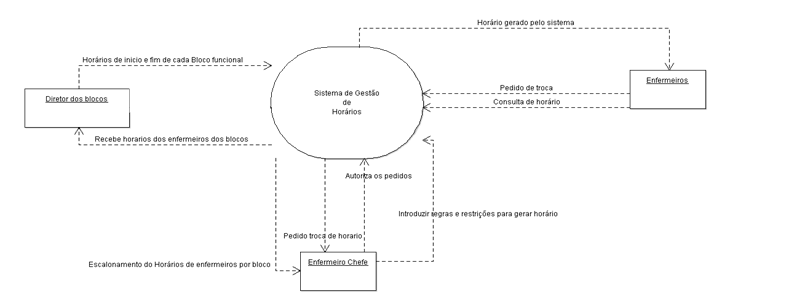 Horário gerado pelo sistema
Horários de inicio e fim de cada Bloco funcional
Enfermeiros
Sistema de Gestão
de
Horários
Pedido de troca
Diretor dos blocos
Consulta de horário
Recebe horarios dos enfermeiros dos blocos
Autoriza os pedidos
Introduzir regras e restrições para gerar horário
Pedido troca de horario
Escalonamento do Horários de enfermeiros por bloco
Enfermeiro Chefe